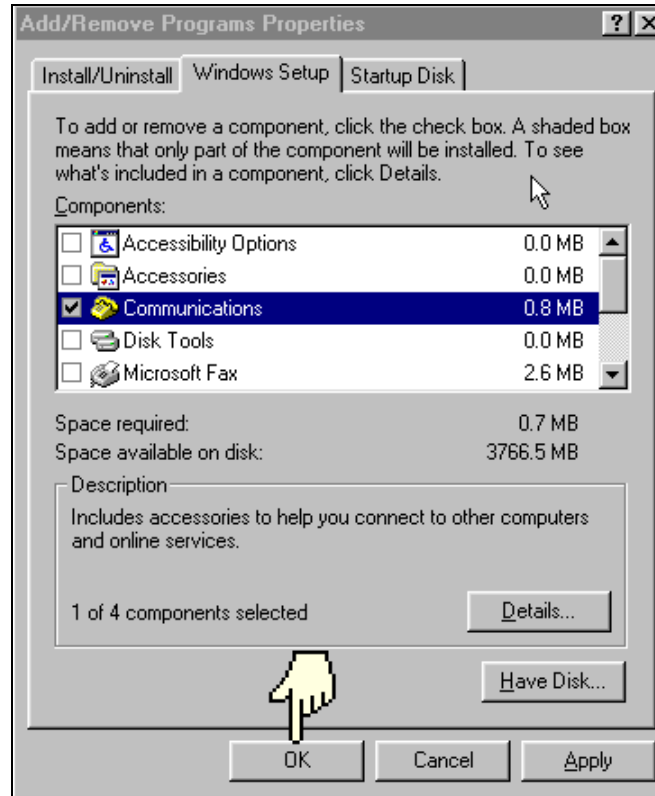 Add/Remove Programs Properties
Install/Uninstall Windows Setup Startup Disk
To add or remove a component, click the check box. A shaded box
means that only part of the component will be installed. To see
what's included in a component, click Details.
Components:
Accessibility Options 0.0 MB
Accessories 0.0 MB
Communications 0.8 MB
Disk Tools 0.0 MB
Microsoft Fax 2.6 MB
Space required: 0.7 MB
Space available on disk: 3766.5 MB
Description
Includes accessories to help you connect to other computers
and online services.
1 of 4 components selected Details...
Have Disk...
OK Cancel Apply